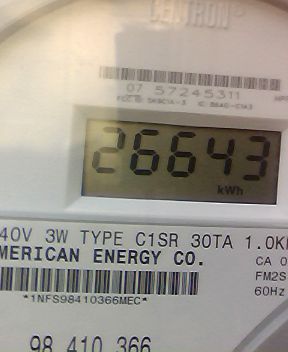 CENTRON®
07 57245311
26643
kWh
40V 3W TYPE C1SR 30TA 1.0K
MERICAN ENERGY CO.
CA 0
FM2S
60Hz
*1NFS98410366MEC*
98 410 366